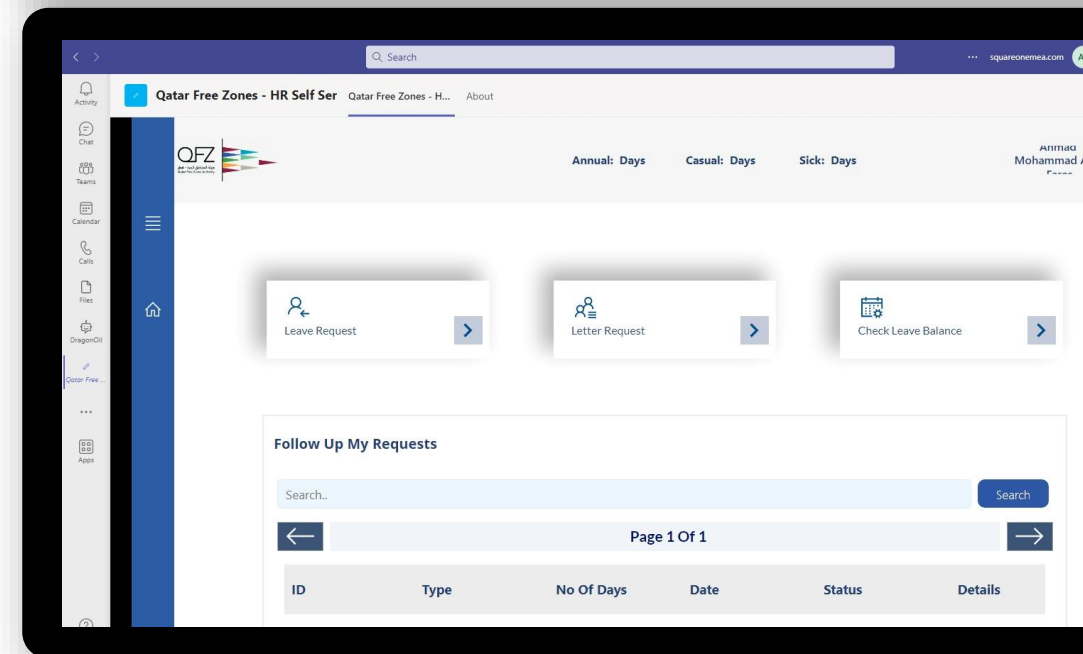 Search
squareonemea.com
A
Activity
Chat
Teams
Calendar
Calls
Files
DragonOil
Qatar Free ...
Apps
Qatar Free Zones - HR Self Ser
Qatar Free Zones - H...
About
QFZ
Annual: Days
Casual: Days
Sick: Days
Ahmad
Mohammad A
Leave Request
Letter Request
Check Leave Balance
Follow Up My Requests
Search..
Search
Page 1 Of 1
ID
Type
No Of Days
Date
Status
Details